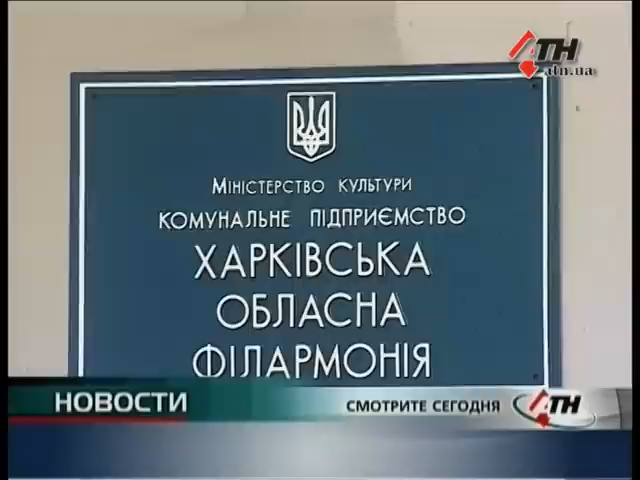 АТН
atn.ua
Міністерство культури
комунальне підприємство
ХАРКІВСЬКА
ОБЛАСНА
ФІЛАРМОНІЯ
НОВОСТИ
СМОТРИТЕ СЕГОДНЯ
АТН